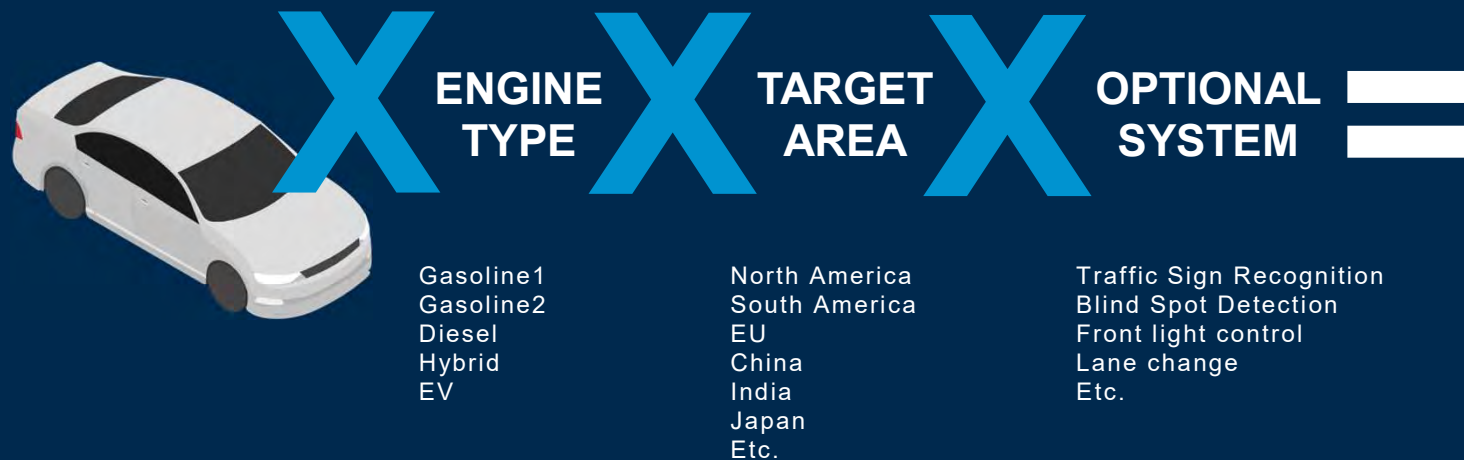 X
ENGINE
TYPE
X
TARGET
AREA
X
OPTIONAL
SYSTEM
=
Gasoline1
Gasoline2
Diesel
Hybrid
EV
North America
South America
EU
China
India
Japan
Etc.
Traffic Sign Recognition
Blind Spot Detection
Front light control
Lane change
Etc.